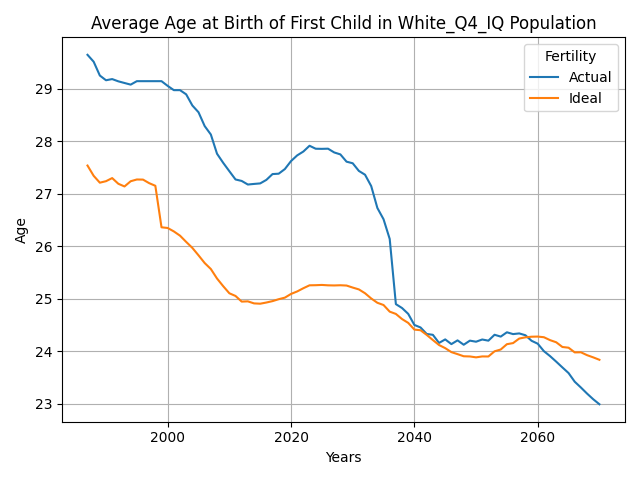 Average Age at Birth of First Child in White_Q4_IQ Population
Fertility
Actual
Ideal
Age
29
28
27
26
25
24
23
2000
2020
2040
2060
Years